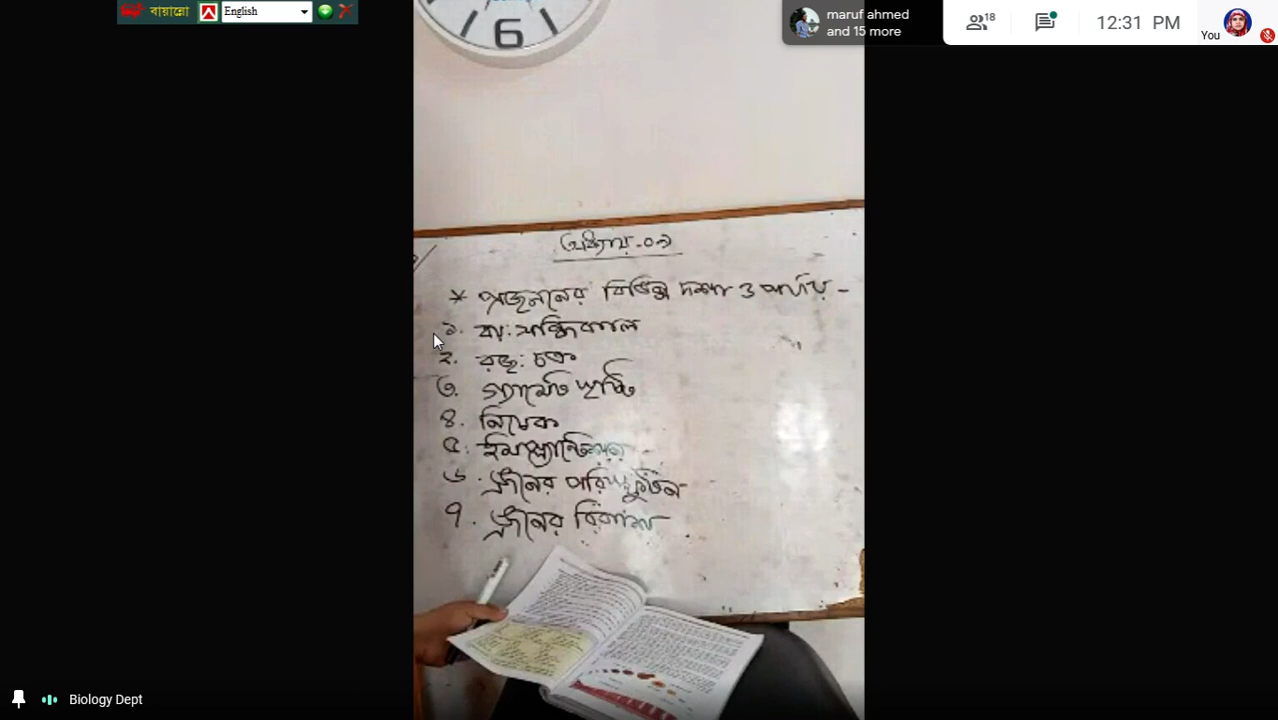 বায়ান্নো English
maruf ahmed
and 15 more
18
12:31 PM
You
6
অধ্যায়-০৯
* প্রজননের বিভিন্ন দশা ও পর্যায় -
১. বয়:সন্ধিকাল
২. রজ: চক্র
৩. গ্যামেট সৃষ্টি
৪. নিষেক
৫. ইমপ্ল্যান্টেশন
৬. ভ্রূনের পরিস্ফুটন
৭. ভ্রূনের বিকাশ
Biology Dept